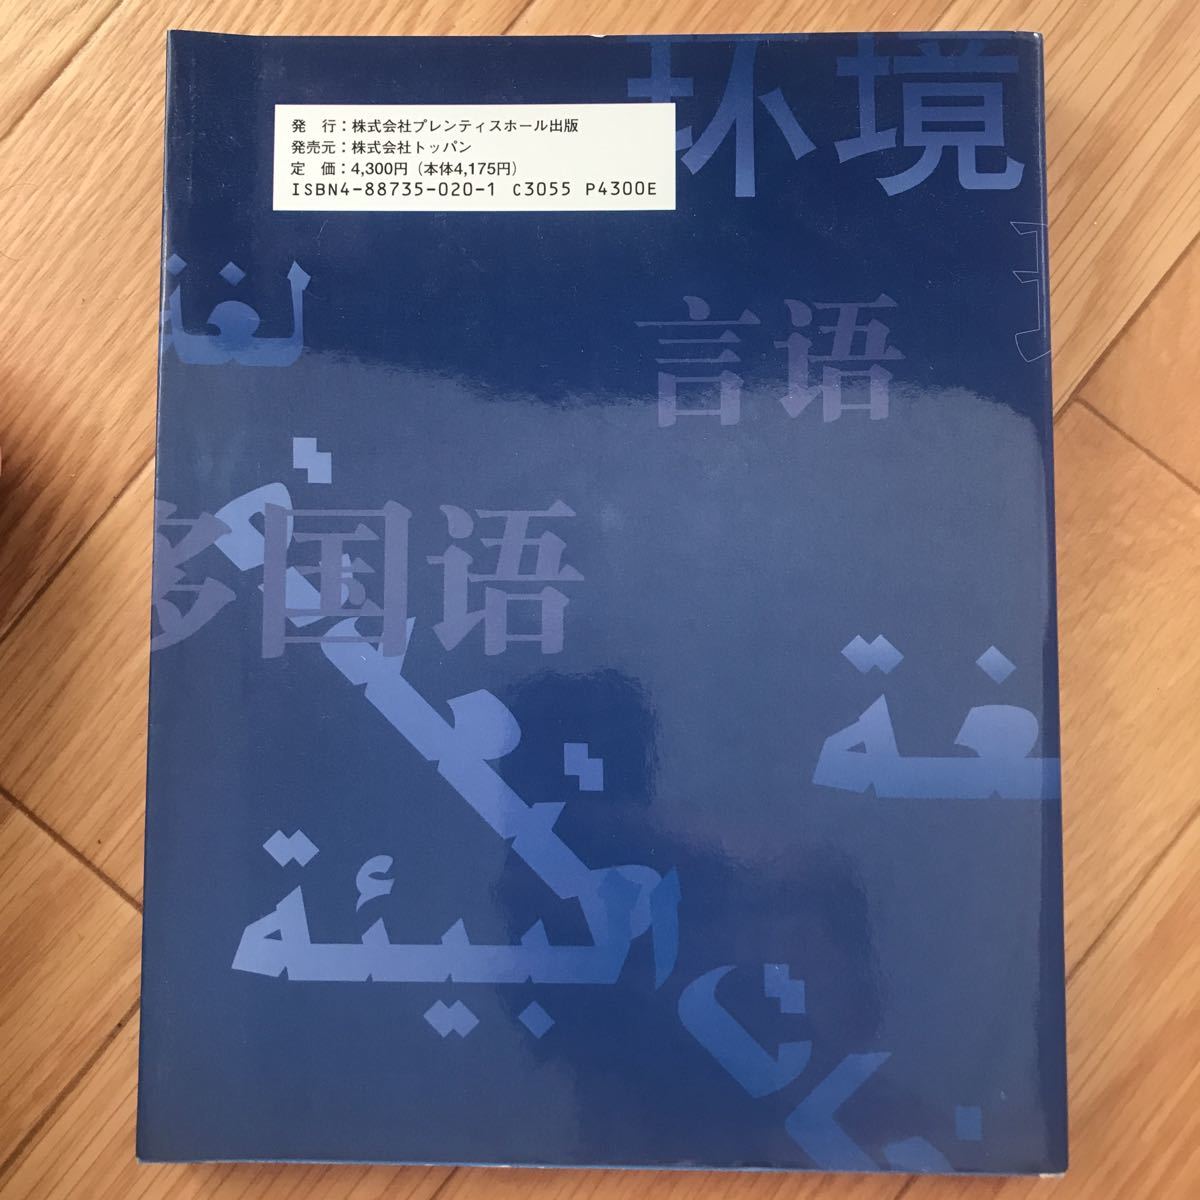 环境
発　行：株式会社プレンティスホール出版
発売元：株式会社トッパン
定　価：4,300円（本体4,175円）
ISBN4-88735-020-1 C3055 P4300E
言语
多国语
البيئة